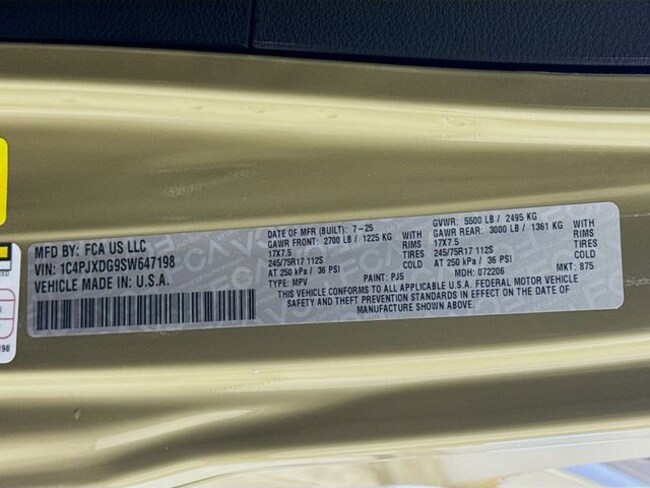 MFD BY: FCA US LLC
VIN: 1C4PJXDG9SW647198
VEHICLE MADE IN: U.S.A.
DATE OF MFR (BUILT): 7-25
GAWR FRONT: 2700 LB / 1225 KG WITH
17X7.5 RIMS
245/75R17 112S TIRES
AT 250 kPa / 36 PSI COLD
TYPE: MPV
PAINT: PJ5
GVWR: 5500 LB / 2495 KG
GAWR REAR: 3000 LB / 1361 KG WITH
17X7.5 RIMS
245/75R17 112S TIRES
AT 250 kPa / 36 PSI COLD
MDH: 072206 MKT: 875
THIS VEHICLE CONFORMS TO ALL APPLICABLE U.S.A. FEDERAL MOTOR VEHICLE
SAFETY AND THEFT PREVENTION STANDARDS IN EFFECT ON THE DATE OF
MANUFACTURE SHOWN ABOVE.